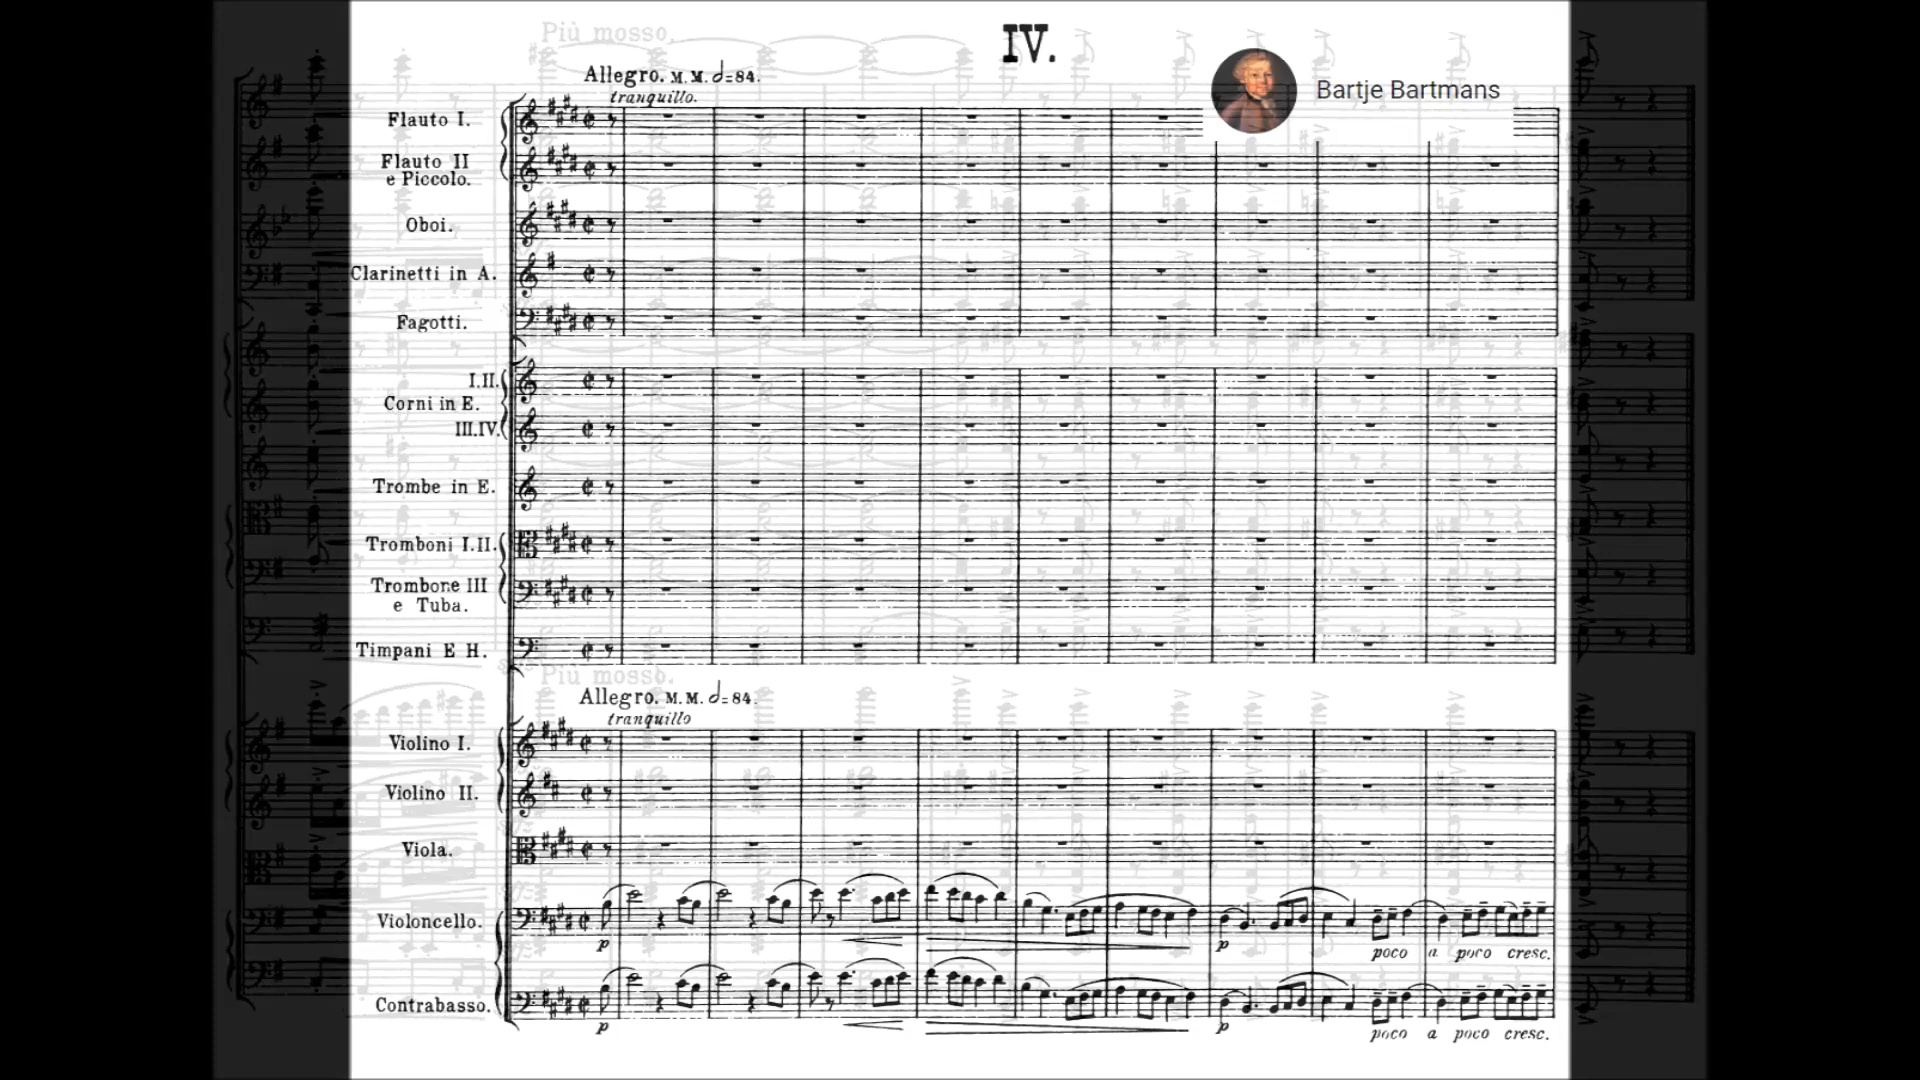 Più mosso.
IV.
Allegro. M. M. 𝅗𝅥=84.
tranquillo.
Bartje Bartmans
Flauto I.
Flauto II
e Piccolo.
Oboi.
Clarinetti in A.
Fagotti.
I.II.
Corni in E.
III.IV.
Trombe in E.
Tromboni I.II.
Trombone III
e Tuba.
Timpani E H.
Più mosso.
Allegro. M. M. 𝅗𝅥=84.
tranquillo
Violino I.
Violino II.
Viola.
Violoncello.
p p poco a poco cresc.
Contrabasso.
p p poco a poco cresc.